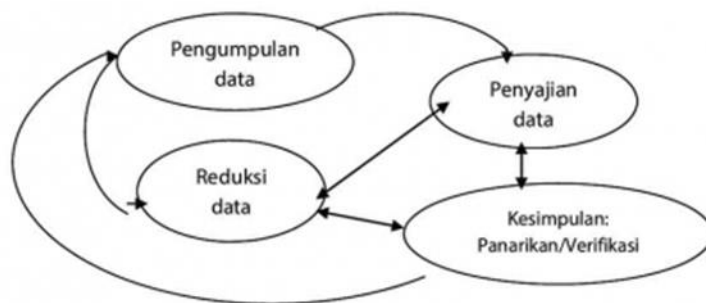 Pengumpulan
data
Penyajian
data
Reduksi
data
Kesimpulan:
Panarikan/Verifikasi